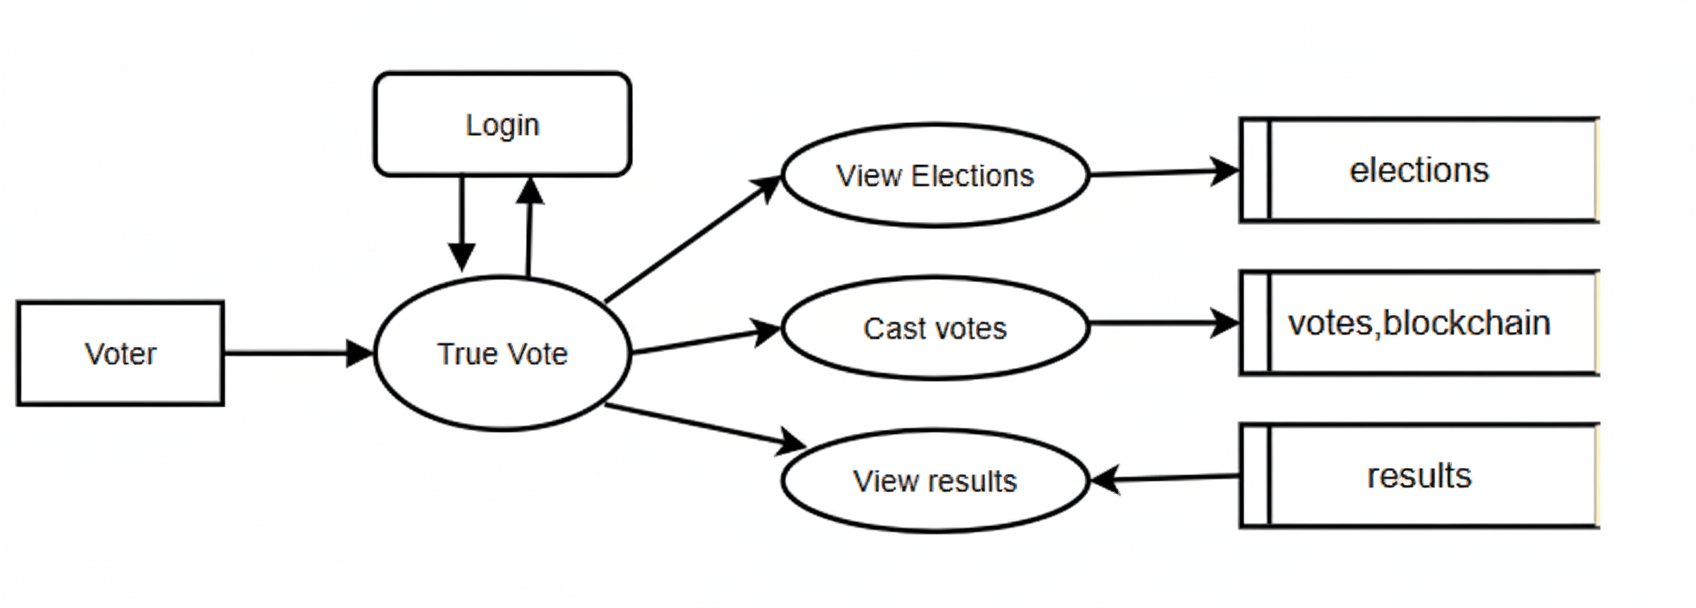 Login
View Elections
elections
Voter
True Vote
Cast votes
votes,blockchain
View results
results